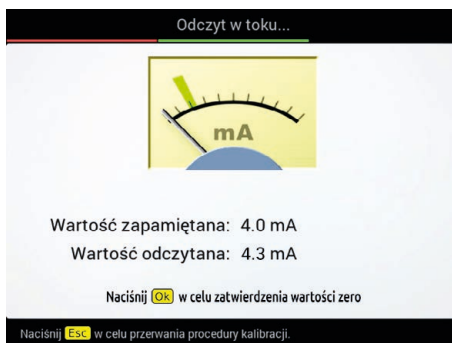 Odczyt w toku...
mA
Wartość zapamiętana: 4.0 mA
Wartość odczytana: 4.3 mA
Naciśnij Ok w celu zatwierdzenia wartości zero
Naciśnij Esc w celu przerwania procedury kalibracji.